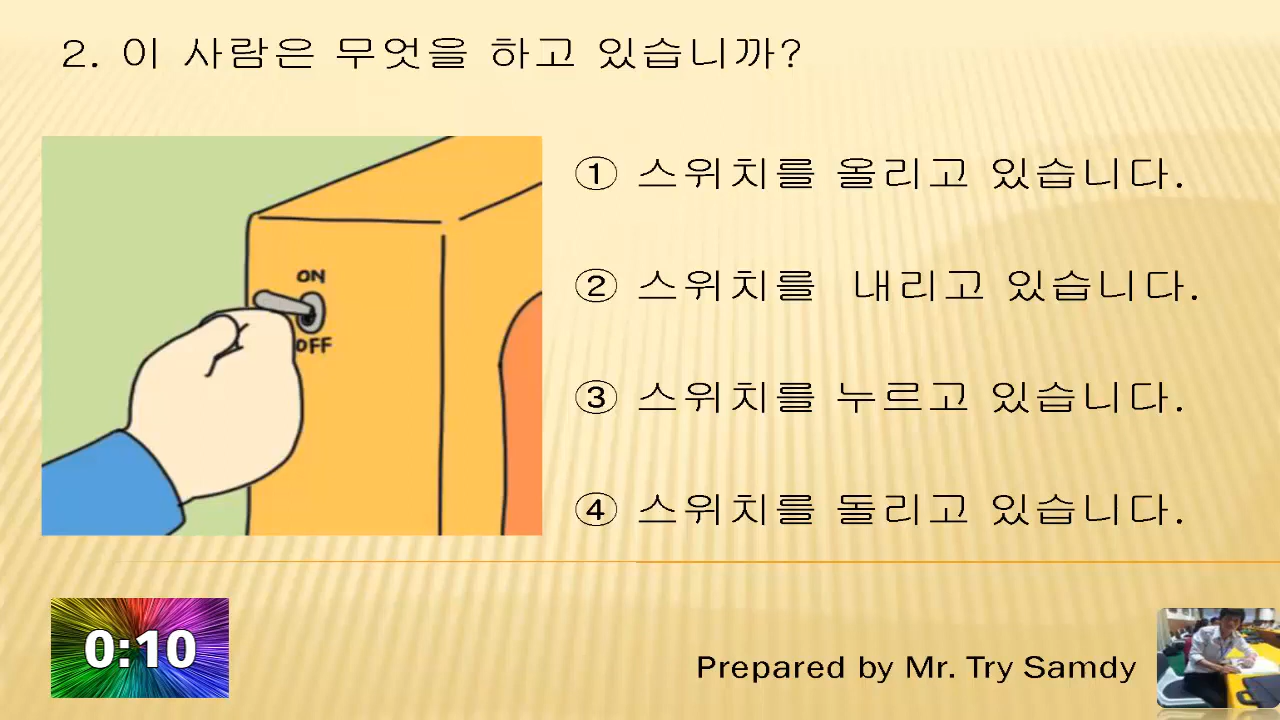 2. 이 사람은 무엇을 하고 있습니까?
ON
OFF
① 스위치를 올리고 있습니다.
② 스위치를 내리고 있습니다.
③ 스위치를 누르고 있습니다.
④ 스위치를 돌리고 있습니다.
0:10
Prepared by Mr. Try Samdy